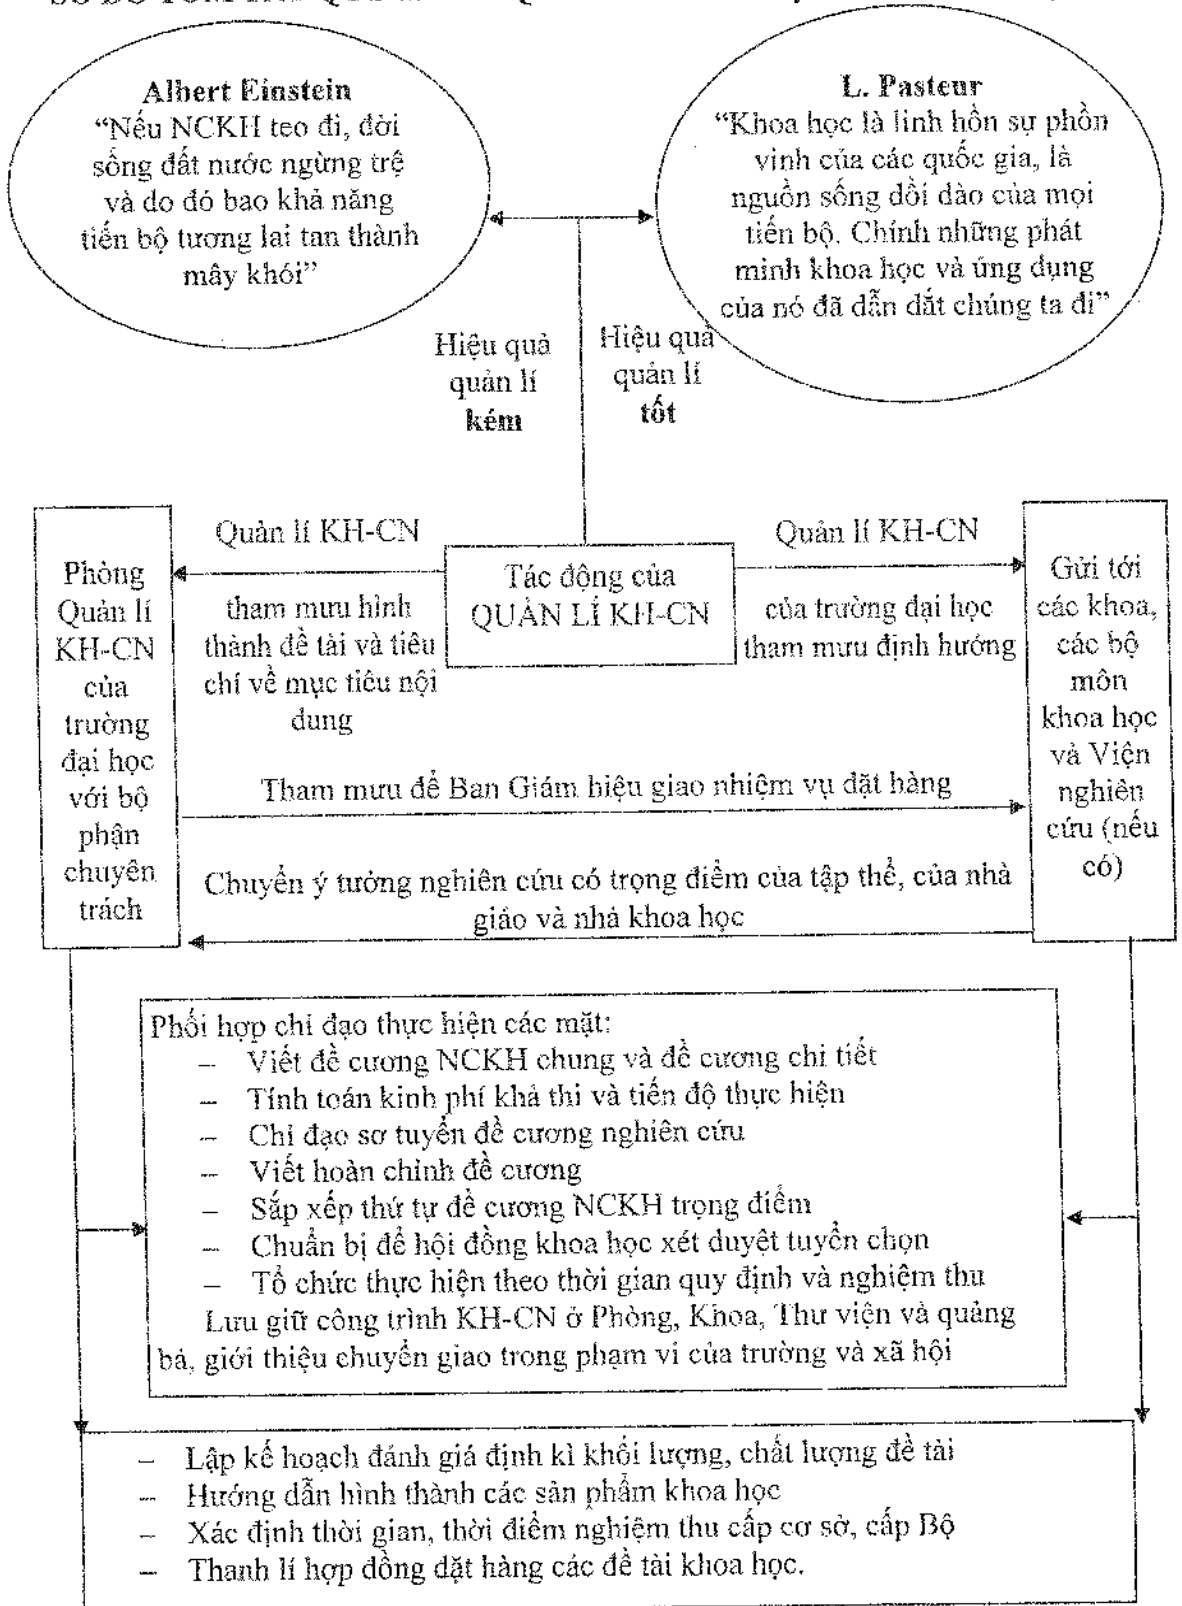 Albert Einstein
“Nếu NCKH teo đi, đời
sống đất nước ngừng trệ
và do đó bao khả năng
tiến bộ tương lai tan thành
mây khói”
L. Pasteur
“Khoa học là linh hồn sự phồn
vinh của các quốc gia, là
nguồn sống dồi dào của mọi
tiến bộ. Chính những phát
minh khoa học và ứng dụng
của nó đã dẫn dắt chúng ta đi”
Hiệu quả
quản lí
kém
Hiệu quả
quản lí
tốt
Phòng
Quản lí
KH-CN
của
trường
đại học
với bộ
phận
chuyên
trách
Quản lí KH-CN
tham mưu hình
thành đề tài và tiêu
chí về mục tiêu nội
dung
Tác động của
QUẢN LÍ KH-CN
Quản lí KH-CN
của trường đại học
tham mưu định hướng
Gửi tới
các khoa,
các bộ
môn
khoa học
và Viện
nghiên
cứu (nếu
có)
Tham mưu để Ban Giám hiệu giao nhiệm vụ đặt hàng
Chuyển ý tưởng nghiên cứu có trọng điểm của tập thể, của nhà
giáo và nhà khoa học
Phối hợp chỉ đạo thực hiện các mặt:
– Viết đề cương NCKH chung và đề cương chi tiết
– Tính toán kinh phí khả thi và tiến độ thực hiện
– Chỉ đạo sơ tuyển đề cương nghiên cứu
– Viết hoàn chỉnh đề cương
– Sắp xếp thứ tự đề cương NCKH trọng điểm
– Chuẩn bị để hội đồng khoa học xét duyệt tuyển chọn
– Tổ chức thực hiện theo thời gian quy định và nghiệm thu
Lưu giữ công trình KH-CN ở Phòng, Khoa, Thư viện và quảng
bá, giới thiệu chuyển giao trong phạm vi của trường và xã hội
– Lập kế hoạch đánh giá định kì khối lượng, chất lượng đề tài
– Hướng dẫn hình thành các sản phẩm khoa học
– Xác định thời gian, thời điểm nghiệm thu cấp cơ sở, cấp Bộ
– Thanh lí hợp đồng đặt hàng các đề tài khoa học.